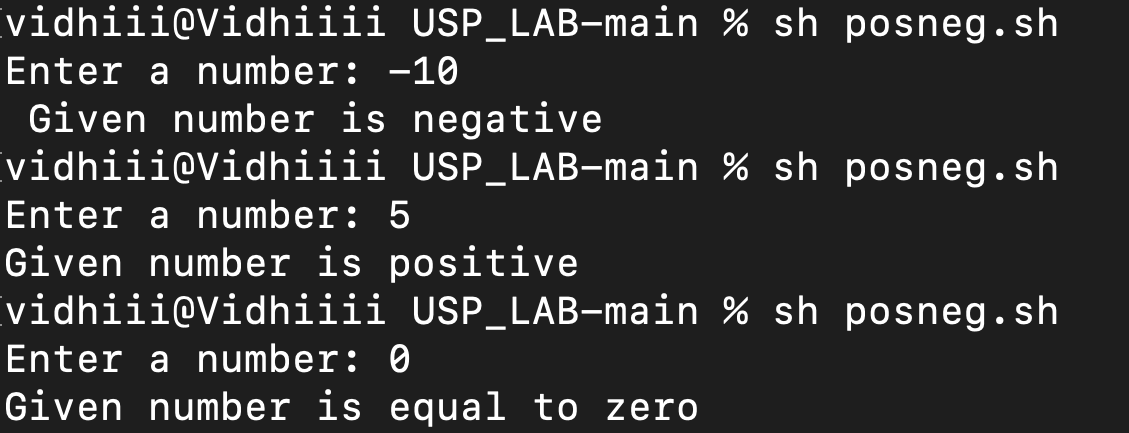 vidhiii@Vidhiiii USP_LAB-main % sh posneg.sh
Enter a number: -10
 Given number is negative
vidhiii@Vidhiiii USP_LAB-main % sh posneg.sh
Enter a number: 5
Given number is positive
vidhiii@Vidhiiii USP_LAB-main % sh posneg.sh
Enter a number: 0
Given number is equal to zero